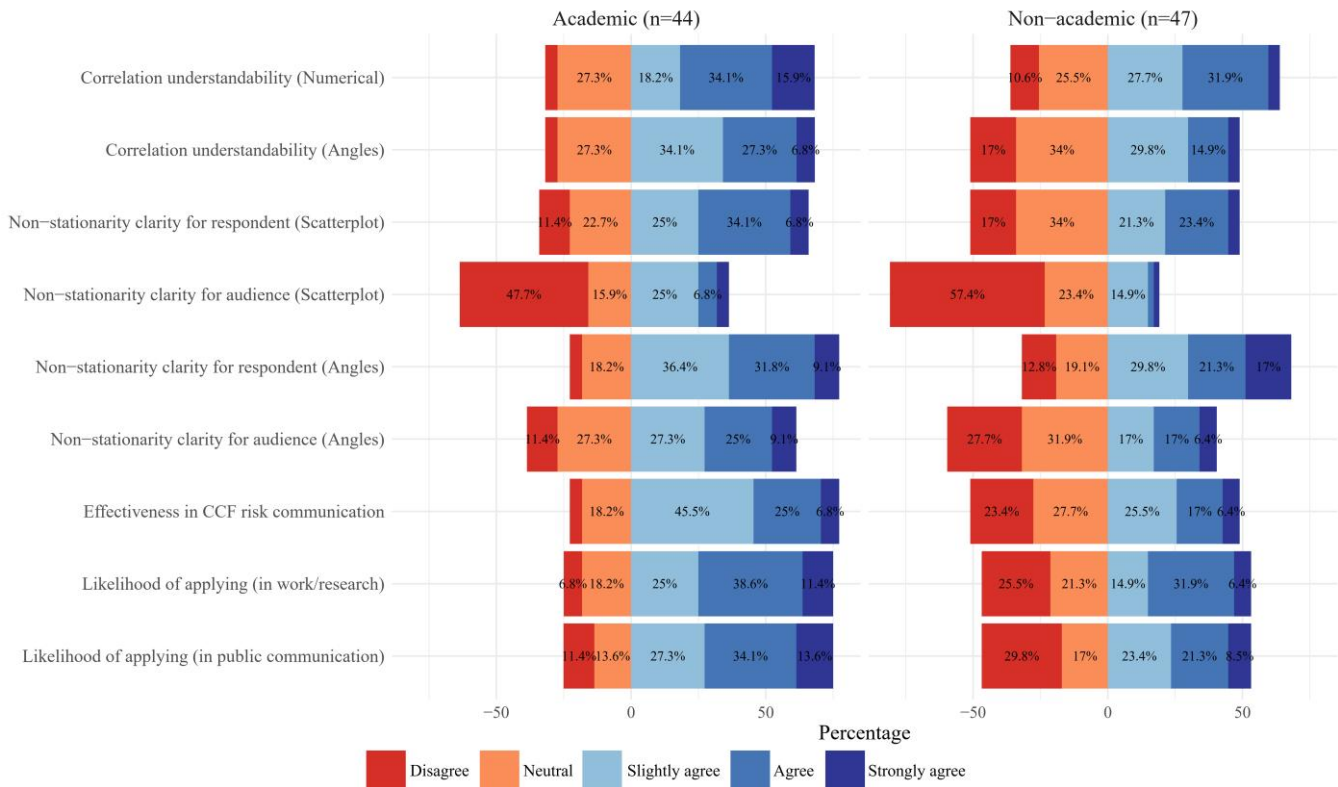 Academic (n=44) Non−academic (n=47)
Correlation understandability (Numerical) 27.3% 18.2% 34.1% 15.9% 10.6% 25.5% 27.7% 31.9%
Correlation understandability (Angles) 27.3% 34.1% 27.3% 6.8% 17% 34% 29.8% 14.9%
Non−stationarity clarity for respondent (Scatterplot) 11.4% 22.7% 25% 34.1% 6.8% 17% 34% 21.3% 23.4%
Non−stationarity clarity for audience (Scatterplot) 47.7% 15.9% 25% 6.8% 57.4% 23.4% 14.9%
Non−stationarity clarity for respondent (Angles) 18.2% 36.4% 31.8% 9.1% 12.8% 19.1% 29.8% 21.3% 17%
Non−stationarity clarity for audience (Angles) 11.4% 27.3% 27.3% 25% 9.1% 27.7% 31.9% 17% 17% 6.4%
Effectiveness in CCF risk communication 18.2% 45.5% 25% 6.8% 23.4% 27.7% 25.5% 17% 6.4%
Likelihood of applying (in work/research) 6.8% 18.2% 25% 38.6% 11.4% 25.5% 21.3% 14.9% 31.9% 6.4%
Likelihood of applying (in public communication) 11.4% 13.6% 27.3% 34.1% 13.6% 29.8% 17% 23.4% 21.3% 8.5%
−50 0 50 −50 0 50
Percentage
Disagree Neutral Slightly agree Agree Strongly agree